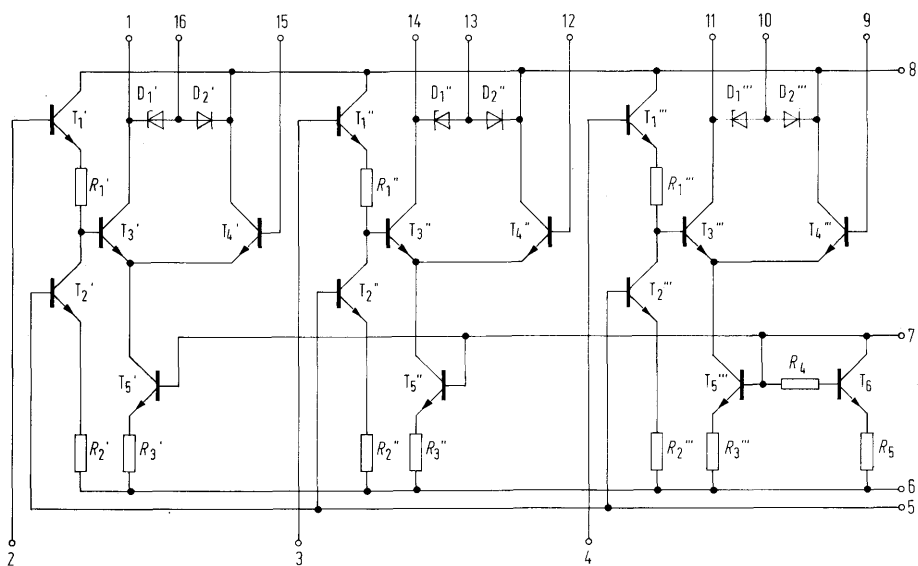 1 16 15 14 13 12 11 10 9
8
D₁' D₂' D₁'' D₂'' D₁''' D₂'''
T₁' T₁'' T₁'''
R₁' R₁'' R₁'''
T₃' T₄' T₃'' T₄'' T₃''' T₄'''
T₂' T₂'' T₂'''
7
T₅' T₅'' T₅''' R₄ T₆
R₂' R₃' R₂'' R₃'' R₂''' R₃''' R₅
6
5
2 3 4